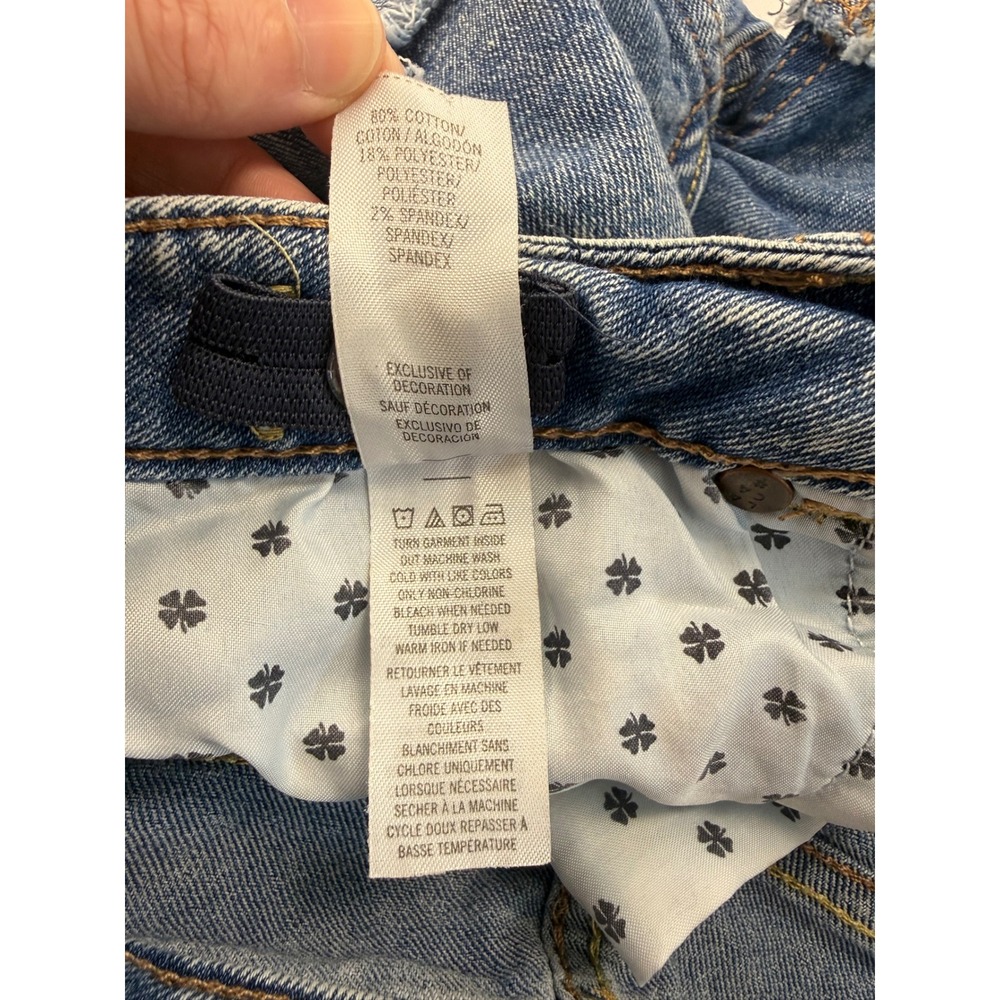 80% COTTON/
COTON / ALGODÓN
18% POLYESTER/
POLYESTER/
POLIÉSTER
2% SPANDEX/
SPANDEX/
SPANDEX
EXCLUSIVE OF
DECORATION
SAUF DÉCORATION
EXCLUSIVO DE
DECORACIÓN
TURN GARMENT INSIDE
OUT MACHINE WASH
COLD WITH LIKE COLORS
ONLY NON-CHLORINE
BLEACH WHEN NEEDED
TUMBLE DRY LOW
WARM IRON IF NEEDED
RETOURNER LE VÊTEMENT
LAVAGE EN MACHINE
FROIDE AVEC DES
COULEURS
BLANCHIMENT SANS
CHLORE UNIQUEMENT
LORSQUE NÉCESSAIRE
SECHER À LA MACHINE
CYCLE DOUX REPASSER À
BASSE TEMPÉRATURE